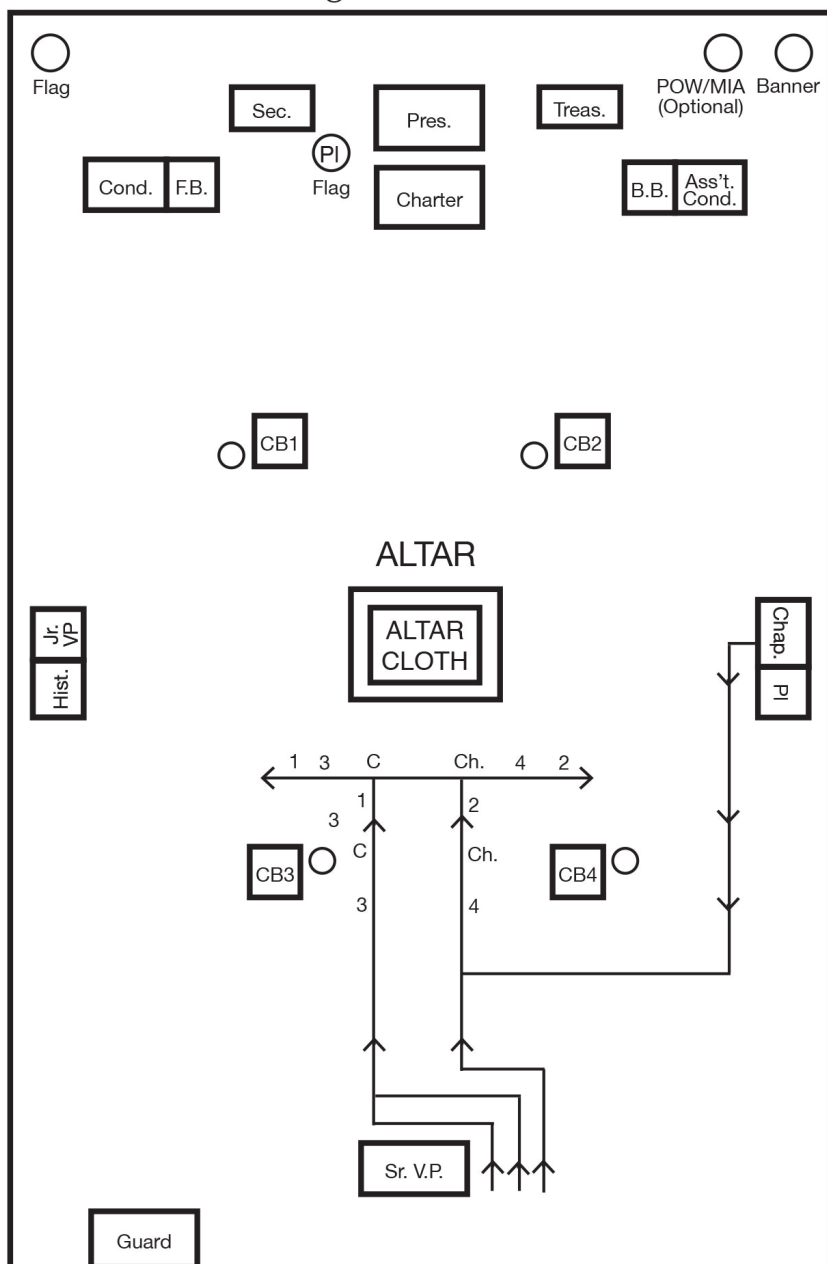 Flag
POW/MIA
(Optional)
Banner
Sec.
Pres.
Treas.
PI
Flag
Cond.
F.B.
Charter
B.B.
Ass't.
Cond.
CB1
CB2
ALTAR
ALTAR
CLOTH
Jr.
VP
Hist.
Chap.
PI
1 3 C Ch. 4 2
1 2
3
C Ch.
CB3
CB4
3 4
Sr. V.P.
Guard